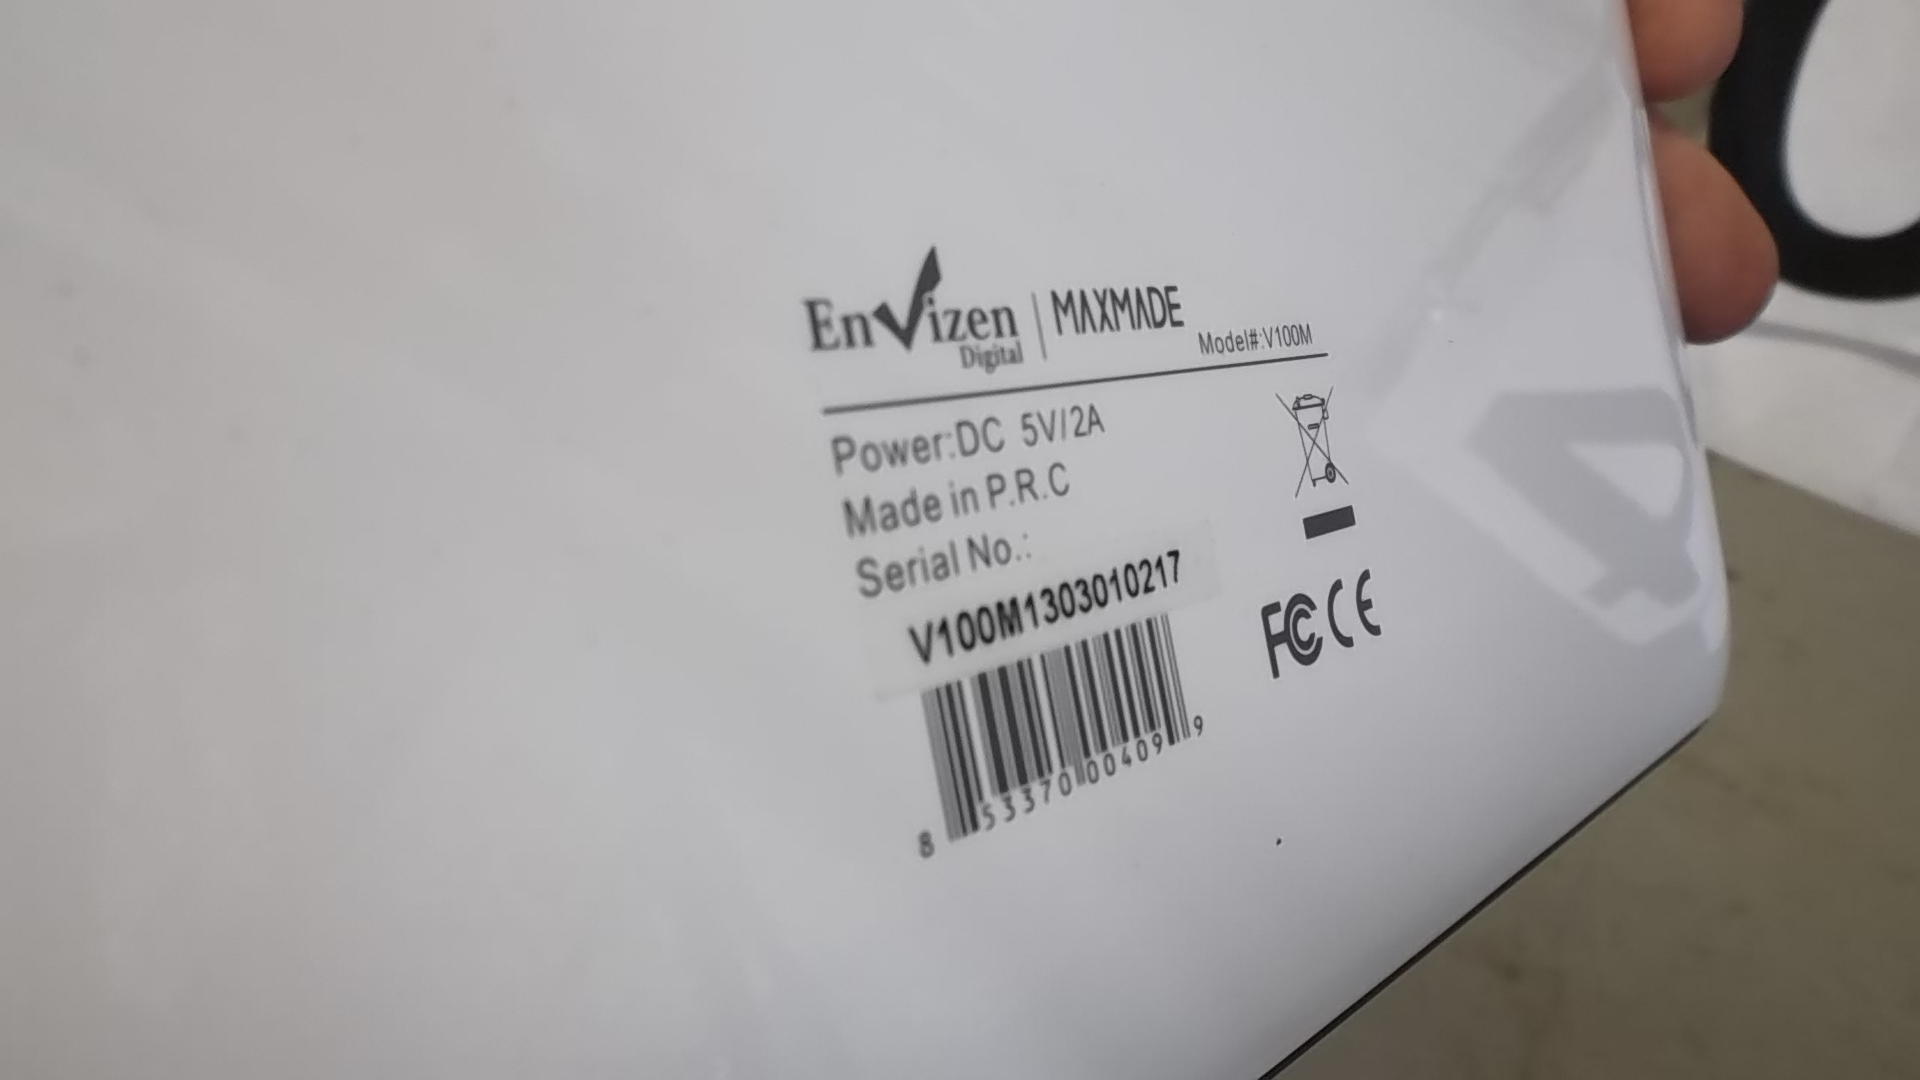 EnVizen Digital | MAXMADE
Model#:V100M
Power:DC 5V/2A
Made in P.R.C
Serial No.:
V100M1303010217
8 53370 00409 9
FC CE